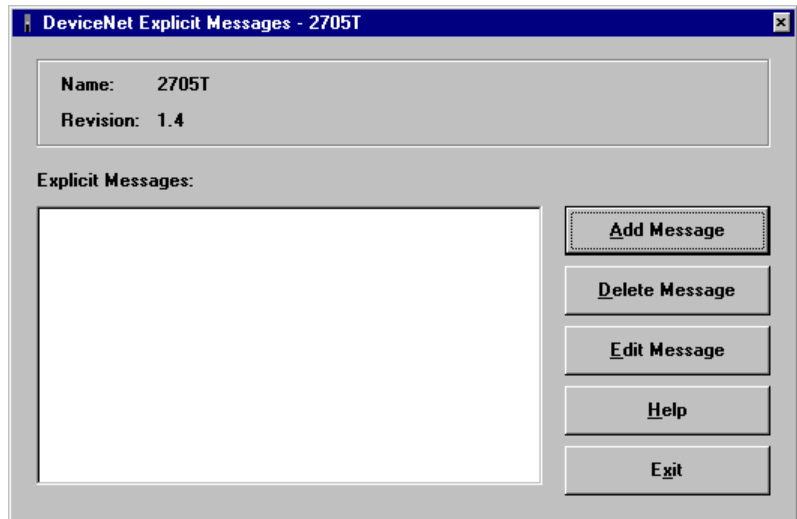 DeviceNet Explicit Messages - 2705T
Name: 2705T
Revision: 1.4
Explicit Messages:
Add Message
Delete Message
Edit Message
Help
Exit